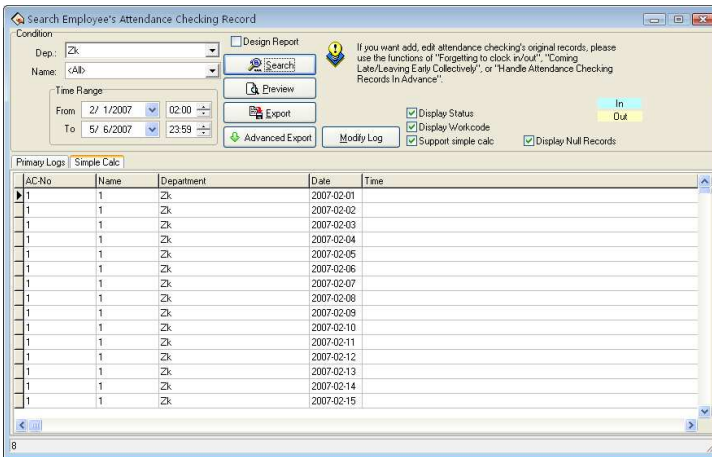 Search Employee's Attendance Checking Record
Condition
Dep.: Zk
Name: <All>
Time Range
From 2/ 1/2007 02:00
To 5/ 6/2007 23:59
Design Report
Search
Preview
Export
Advanced Export
Modify Log
If you want add, edit attendance checking's original records, please
use the functions of "Forgetting to clock in/out", "Coming
Late/Leaving Early Collectively", or "Handle Attendance Checking
Records In Advance".
Display Status
Display Workcode
Support simple calc
Display Null Records
In
Out
Primary Logs Simple Calc
AC-No Name Department Date Time
1 1 Zk 2007-02-01
1 1 Zk 2007-02-02
1 1 Zk 2007-02-03
1 1 Zk 2007-02-04
1 1 Zk 2007-02-05
1 1 Zk 2007-02-06
1 1 Zk 2007-02-07
1 1 Zk 2007-02-08
1 1 Zk 2007-02-09
1 1 Zk 2007-02-10
1 1 Zk 2007-02-11
1 1 Zk 2007-02-12
1 1 Zk 2007-02-13
1 1 Zk 2007-02-14
1 1 Zk 2007-02-15
8